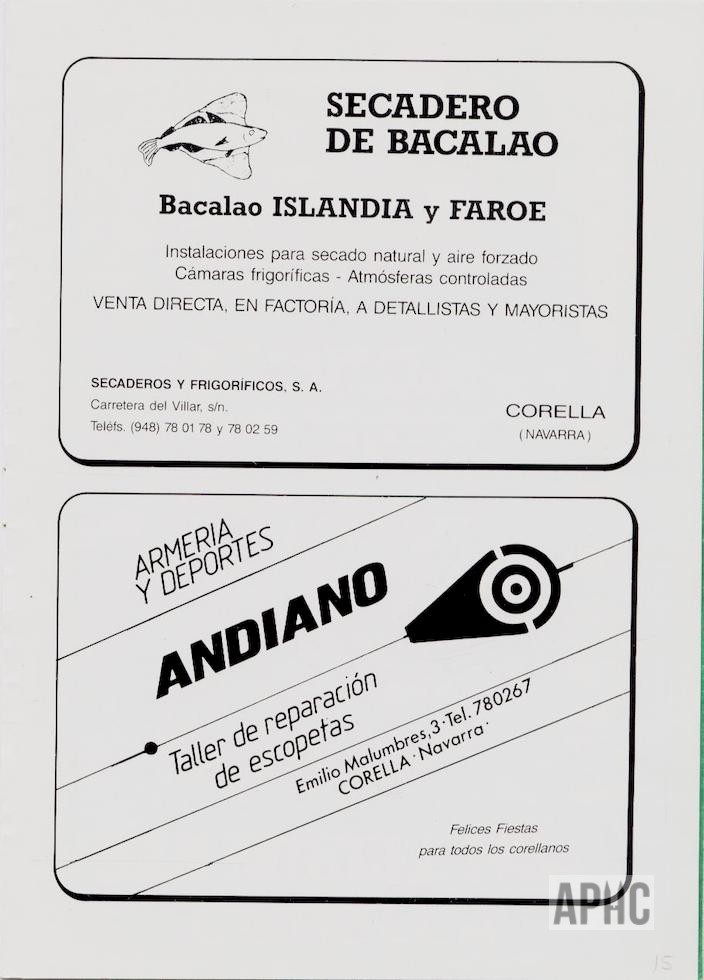 SECADERO
DE BACALAO
Bacalao ISLANDIA y FAROE
Instalaciones para secado natural y aire forzado
Cámaras frigoríficas - Atmósferas controladas
VENTA DIRECTA, EN FACTORÍA, A DETALLISTAS Y MAYORISTAS
SECADEROS Y FRIGORÍFICOS, S. A.
Carretera del Villar, s/n.
Teléfs. (948) 78 01 78 y 78 02 59
CORELLA
(NAVARRA)
ARMERIA
Y DEPORTES
ANDIANO
Taller de reparación
de escopetas
Emilio Malumbres,3·Tel.780267
CORELLA·Navarra·
Felices Fiestas
para todos los corellanos
APHC
15